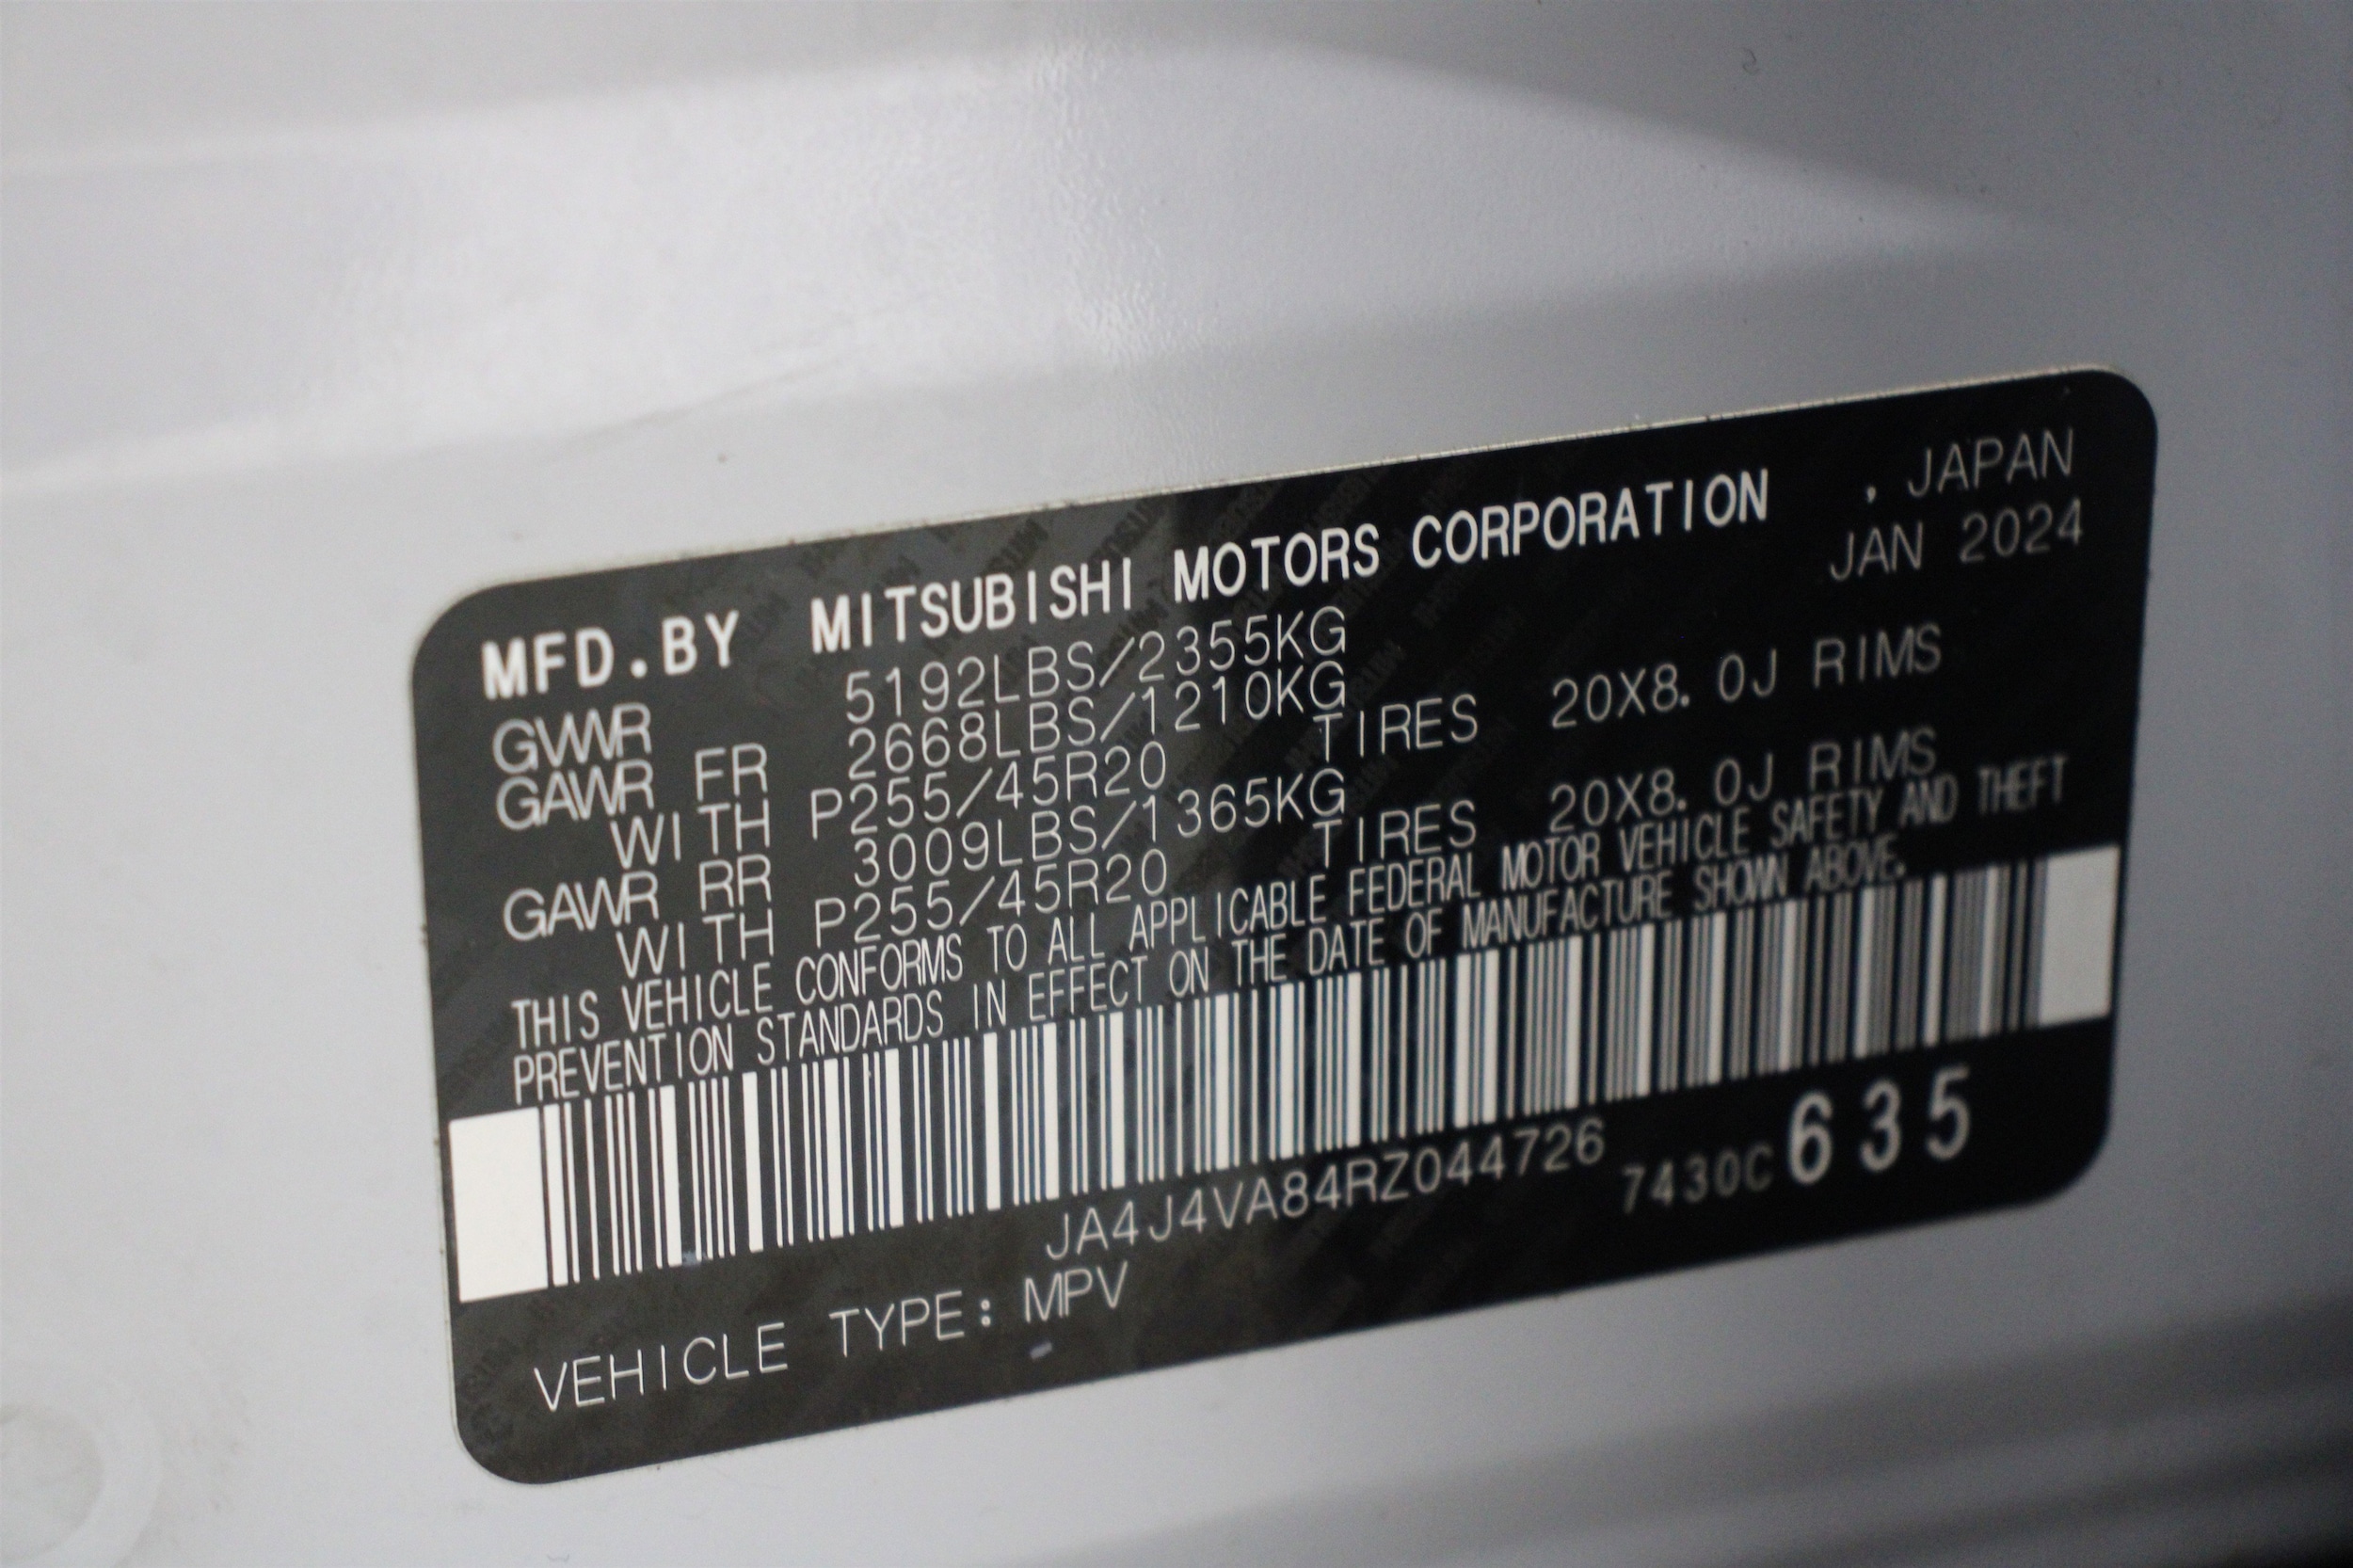 MFD.BY MITSUBISHI MOTORS CORPORATION , JAPAN
JAN 2024
GVWR 5192LBS/2355KG
GAWR FR 2668LBS/1210KG
WITH P255/45R20 TIRES 20X8.0J RIMS
GAWR RR 3009LBS/1365KG
WITH P255/45R20 TIRES 20X8.0J RIMS
THIS VEHICLE CONFORMS TO ALL APPLICABLE FEDERAL MOTOR VEHICLE SAFETY AND THEFT
PREVENTION STANDARDS IN EFFECT ON THE DATE OF MANUFACTURE SHOWN ABOVE.
JA4J4VA84RZ044726 7430C 635
VEHICLE TYPE: MPV